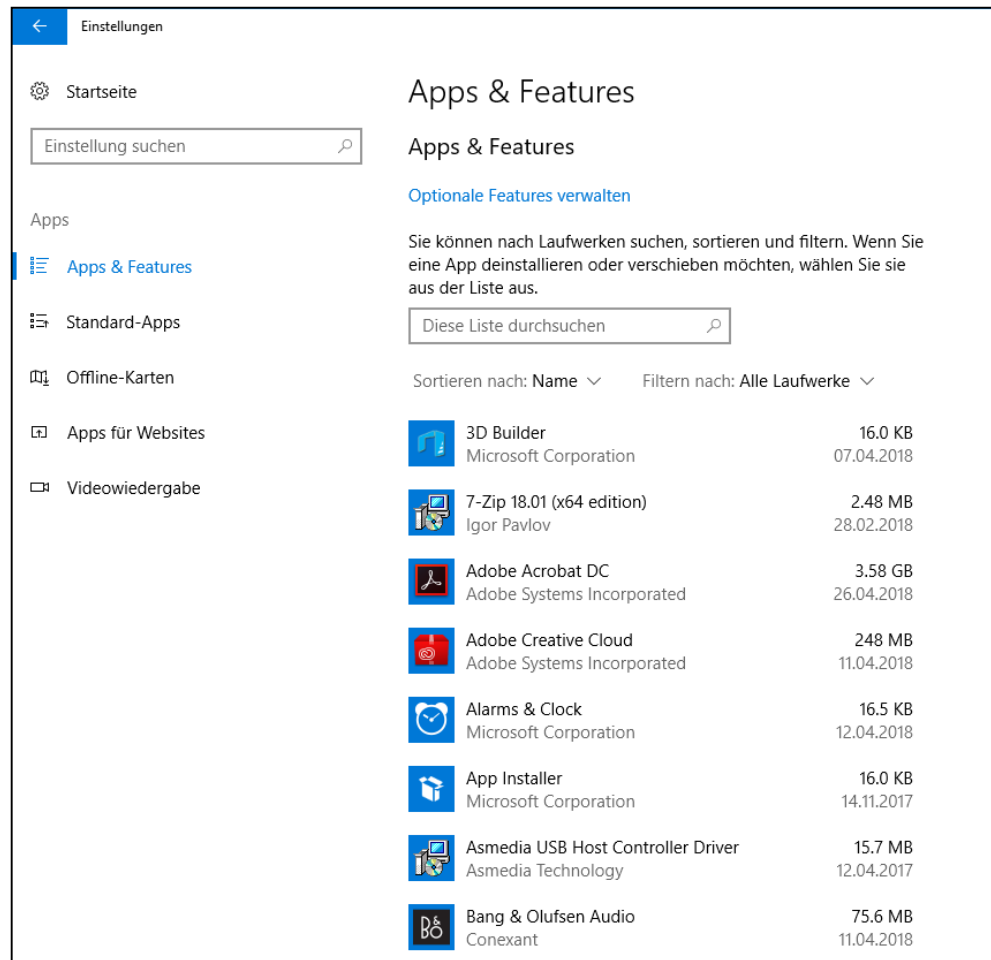 Einstellungen
Startseite
Einstellung suchen
Apps
Apps & Features
Standard-Apps
Offline-Karten
Apps für Websites
Videowiedergabe
Apps & Features
Apps & Features
Optionale Features verwalten
Sie können nach Laufwerken suchen, sortieren und filtern. Wenn Sie
eine App deinstallieren oder verschieben möchten, wählen Sie sie
aus der Liste aus.
Diese Liste durchsuchen
Sortieren nach: Name Filtern nach: Alle Laufwerke
3D Builder 16.0 KB
Microsoft Corporation 07.04.2018
7-Zip 18.01 (x64 edition) 2.48 MB
Igor Pavlov 28.02.2018
Adobe Acrobat DC 3.58 GB
Adobe Systems Incorporated 26.04.2018
Adobe Creative Cloud 248 MB
Adobe Systems Incorporated 11.04.2018
Alarms & Clock 16.5 KB
Microsoft Corporation 12.04.2018
App Installer 16.0 KB
Microsoft Corporation 14.11.2017
Asmedia USB Host Controller Driver 15.7 MB
Asmedia Technology 12.04.2017
B&O
Bang & Olufsen Audio 75.6 MB
Conexant 11.04.2018